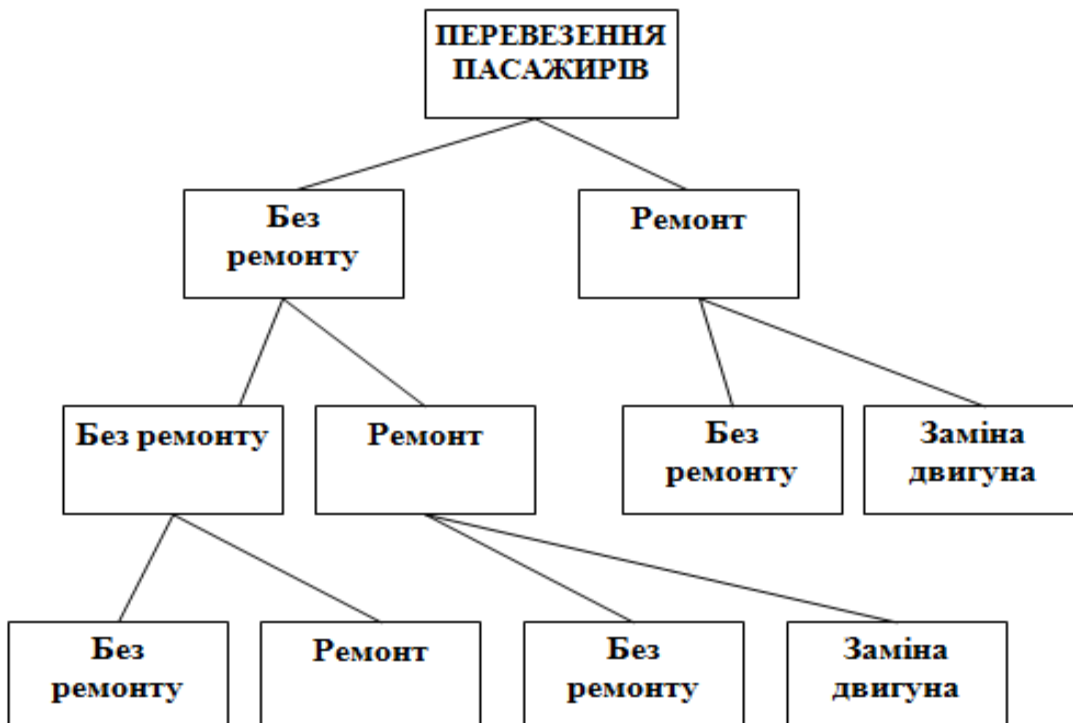 ПЕРЕВЕЗЕННЯ
ПАСАЖИРІВ
Без
ремонту
Ремонт
Без ремонту
Ремонт
Без
ремонту
Заміна
двигуна
Без
ремонту
Ремонт
Без
ремонту
Заміна
двигуна